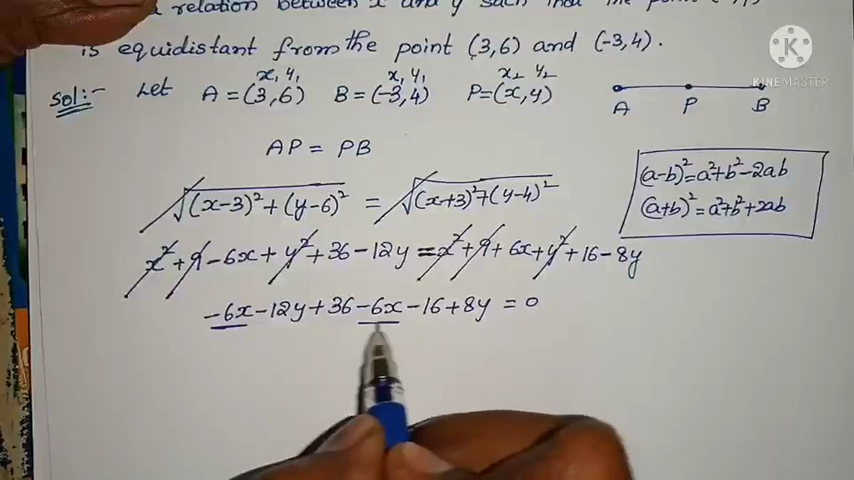 a relation between x and y such that the point
is equidistant from the point (3,6) and (-3,4).
K
KINEMASTER
x₁ y₁ x₁ y₁ x₂ y₂
Sol:- Let A = (3,6) B = (-3,4) P = (x,y)
A P B
AP = PB
(a-b)² = a²+b²-2ab
(a+b)² = a²+b²+2ab
√(x-3)²+(y-6)² = √(x+3)²+(y-4)²
x²+9-6x+y²+36-12y = x²+9+6x+y²+16-8y
-6x-12y+36-6x-16+8y = 0